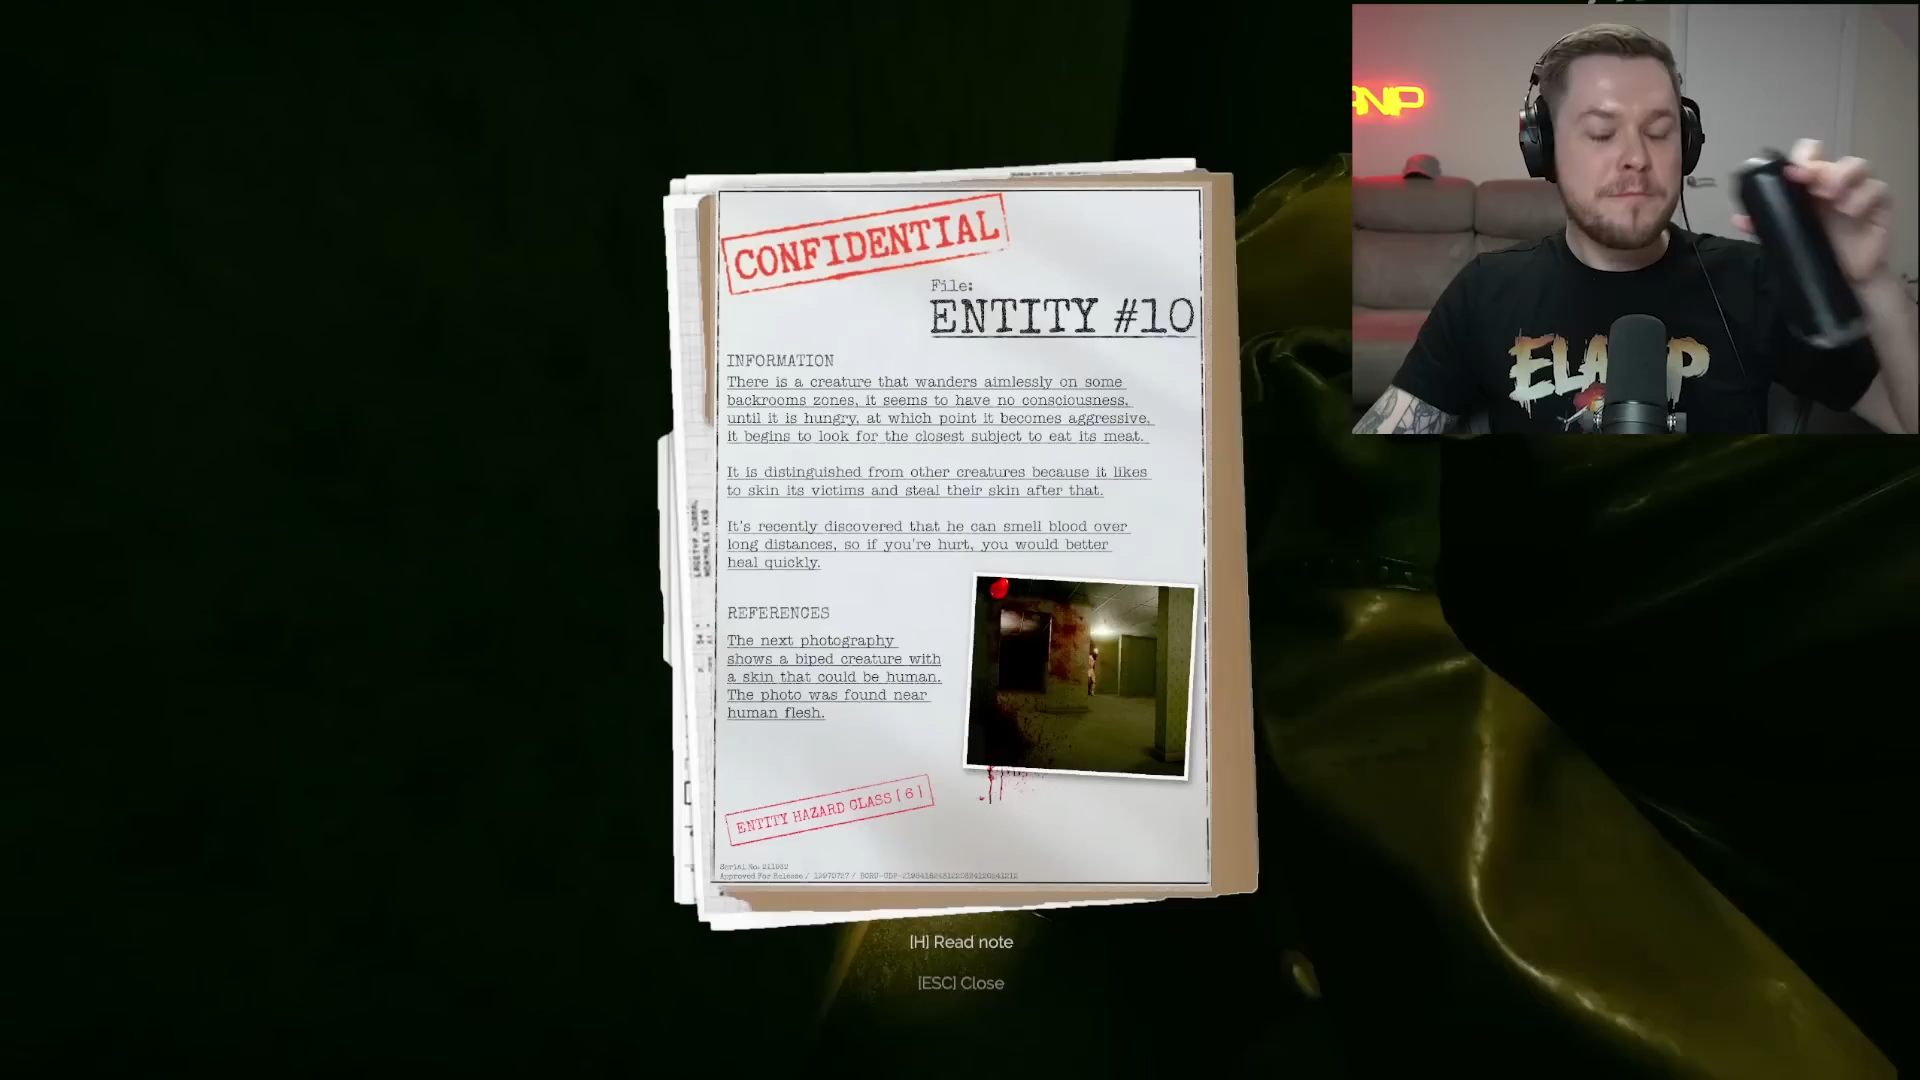 CONFIDENTIAL
File:
ENTITY #10
INFORMATION
There is a creature that wanders aimlessly on some
backrooms zones, it seems to have no consciousness,
until it is hungry, at which point it becomes aggressive,
it begins to look for the closest subject to eat its meat.
It is distinguished from other creatures because it likes
to skin its victims and steal their skin after that.
It's recently discovered that he can smell blood over
long distances, so if you're hurt, you would better
heal quickly.
REFERENCES
The next photography
shows a biped creature with
a skin that could be human.
The photo was found near
human flesh.
ENTITY HAZARD CLASS [ 6 ]
Serial No.
Approved For Release /
[H] Read note
[ESC] Close